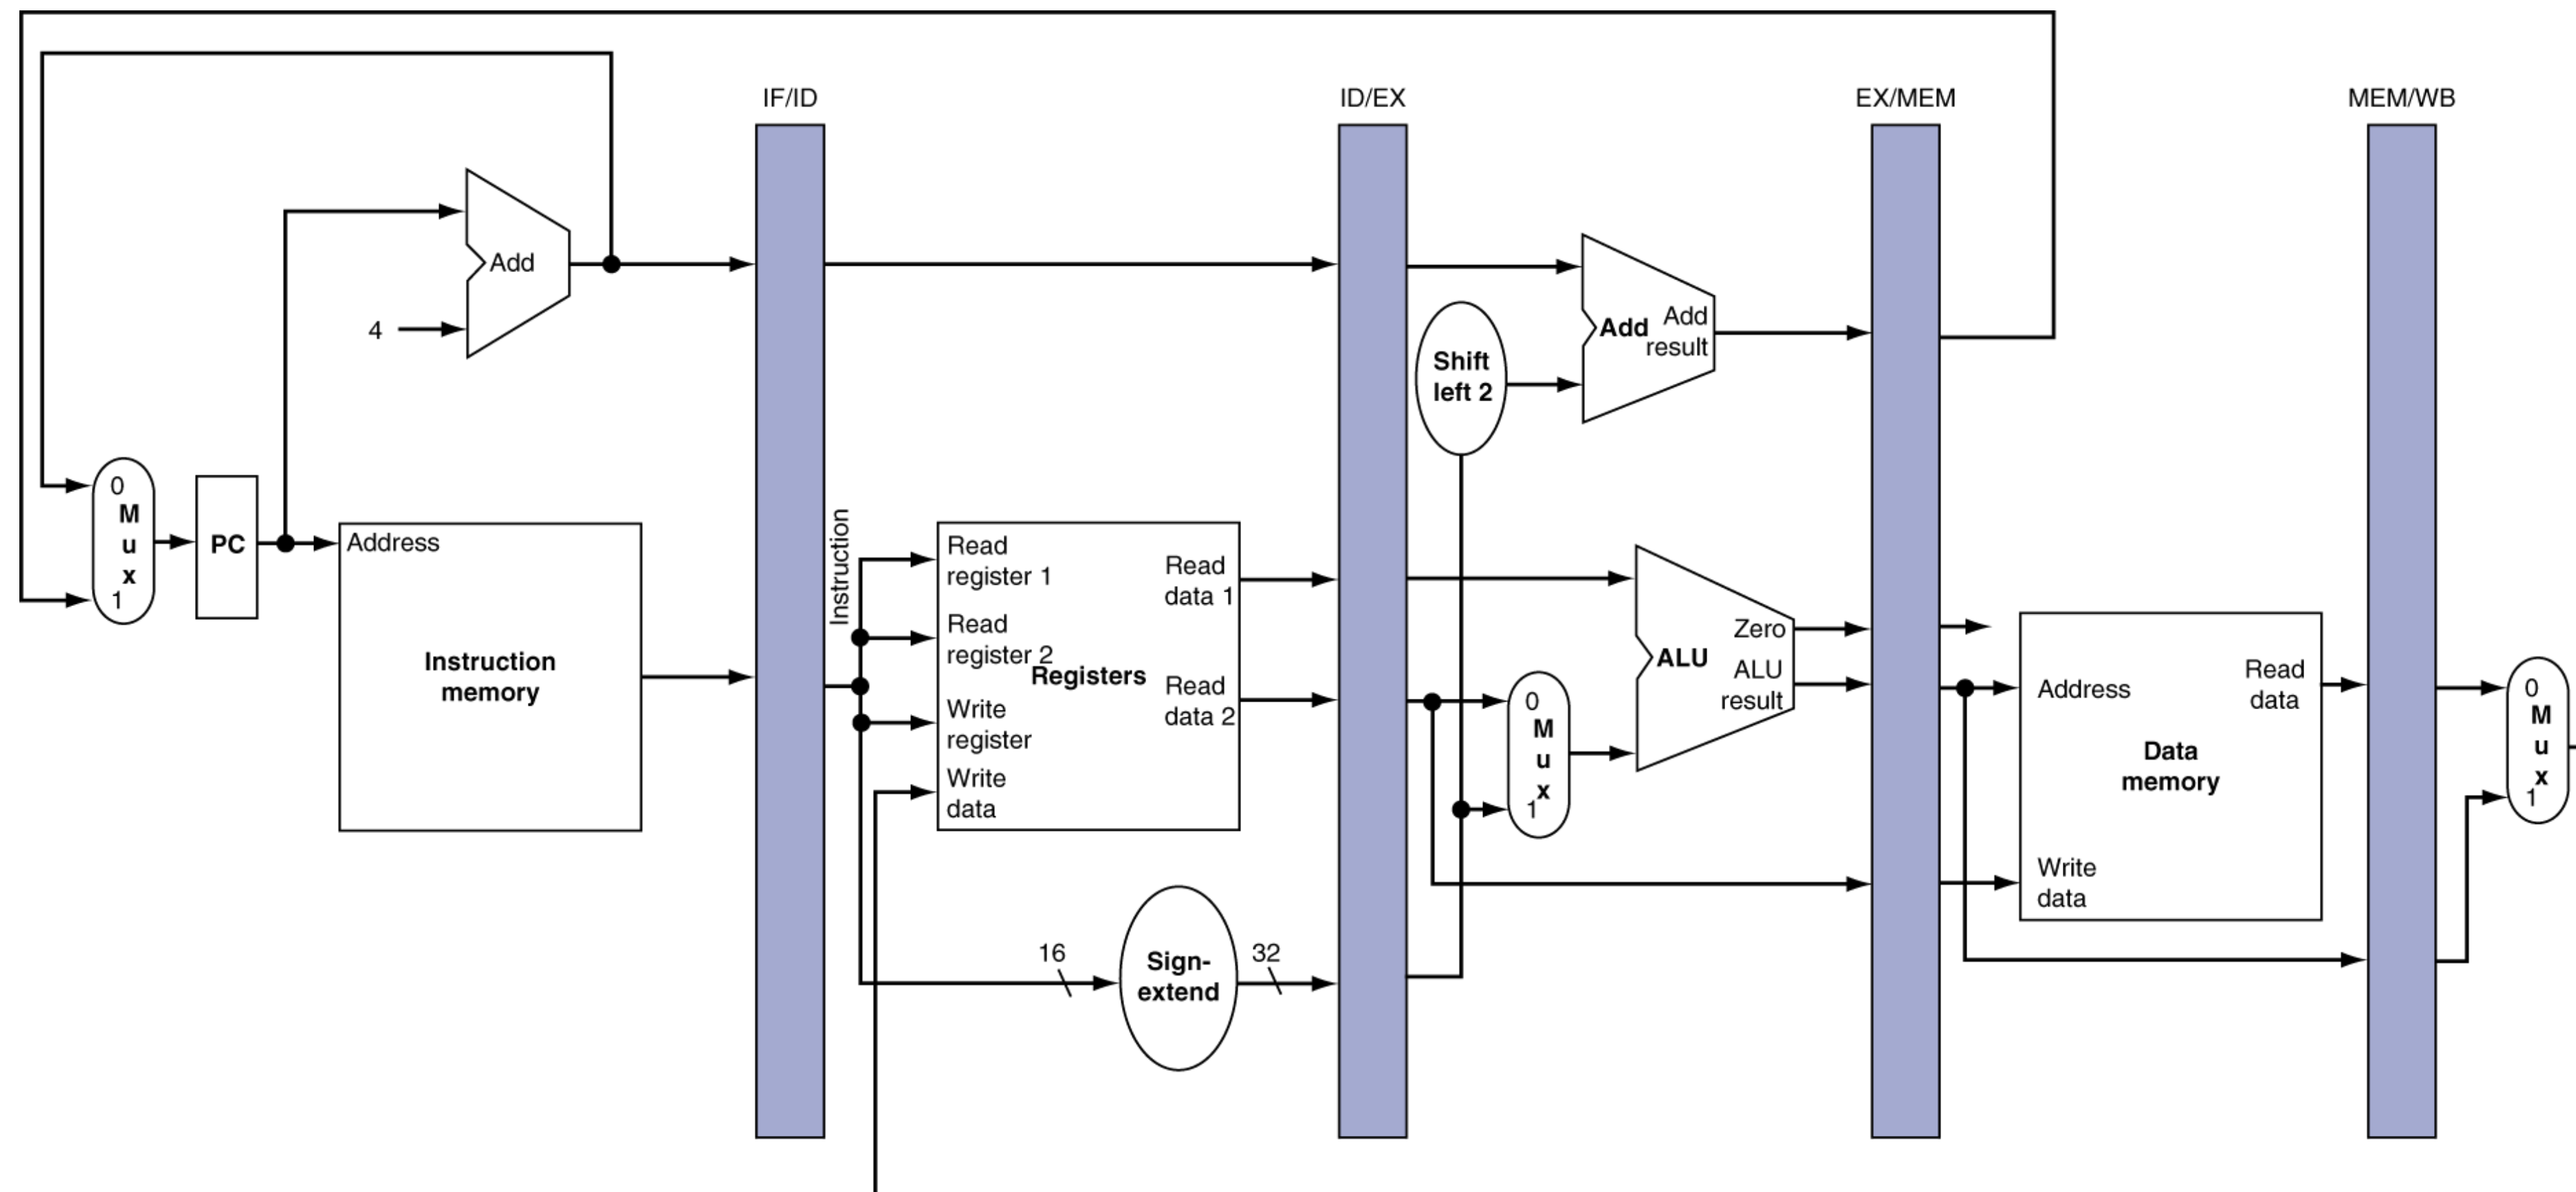 IF/ID
ID/EX
EX/MEM
MEM/WB
Add
4
Add
Add
result
Shift
left 2
0
M
u
x
1
PC
Address
Instruction
memory
Instruction
Read
register 1
Read
register 2
Write
register
Write
data
Registers
Read
data 1
Read
data 2
16
Sign-
extend
32
0
M
u
x
1
ALU
Zero
ALU
result
Address
Read
data
Data
memory
Write
data
0
M
u
x
1